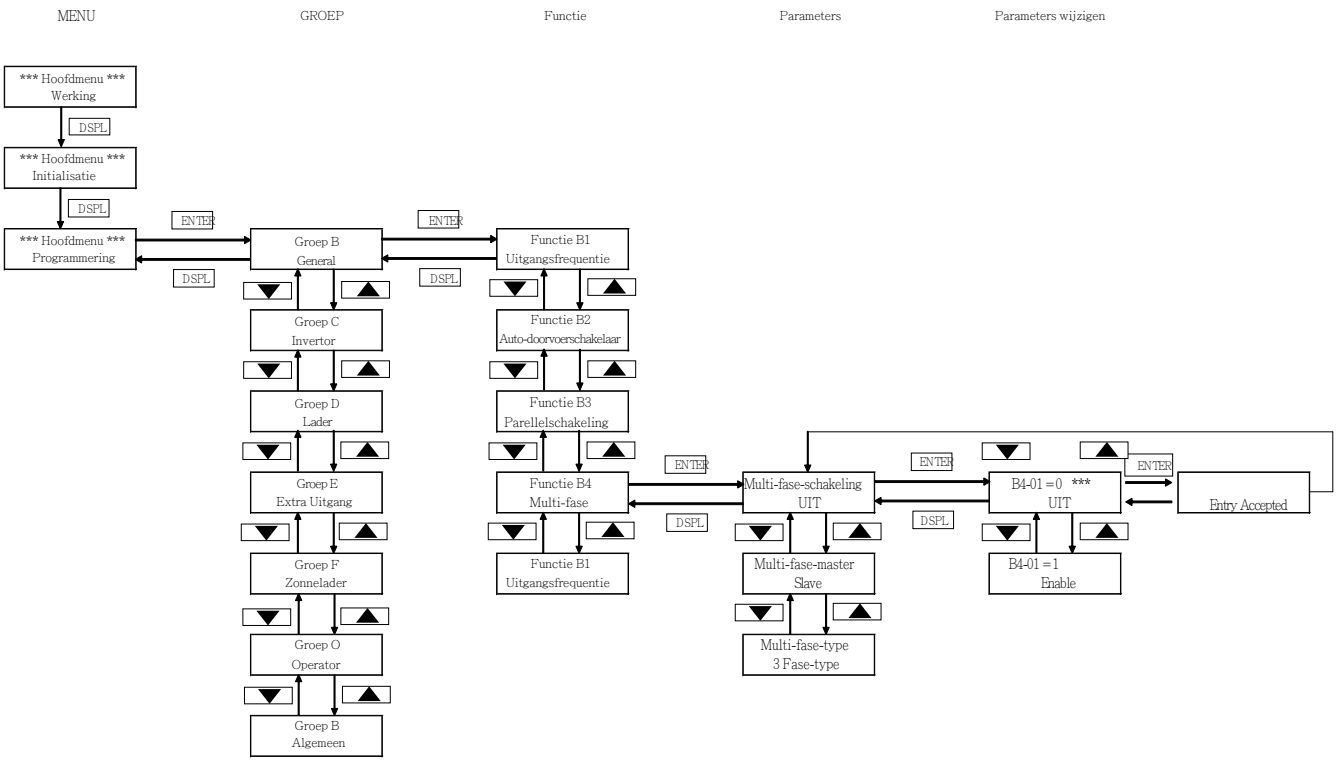 MENU
GROEP
Functie
Parameters
Parameters wijzigen
*** Hoofdmenu ***
Werking
DSPL
*** Hoofdmenu ***
Initialisatie
DSPL
*** Hoofdmenu ***
Programmering
ENTER
DSPL
Groep B
General
Groep C
Invertor
Groep D
Lader
Groep E
Extra Uitgang
Groep F
Zonnelader
Groep O
Operator
Groep B
Algemeen
ENTER
DSPL
Functie B1
Uitgangsfrequentie
Functie B2
Auto-doorvoerschakelaar
Functie B3
Parellelschakeling
Functie B4
Multi-fase
Functie B1
Uitgangsfrequentie
ENTER
DSPL
Multi-fase-schakeling
UIT
Multi-fase-master
Slave
Multi-fase-type
3 Fase-type
ENTER
DSPL
B4-01 = 0 ***
UIT
B4-01 = 1
Enable
ENTER
Entry Accepted